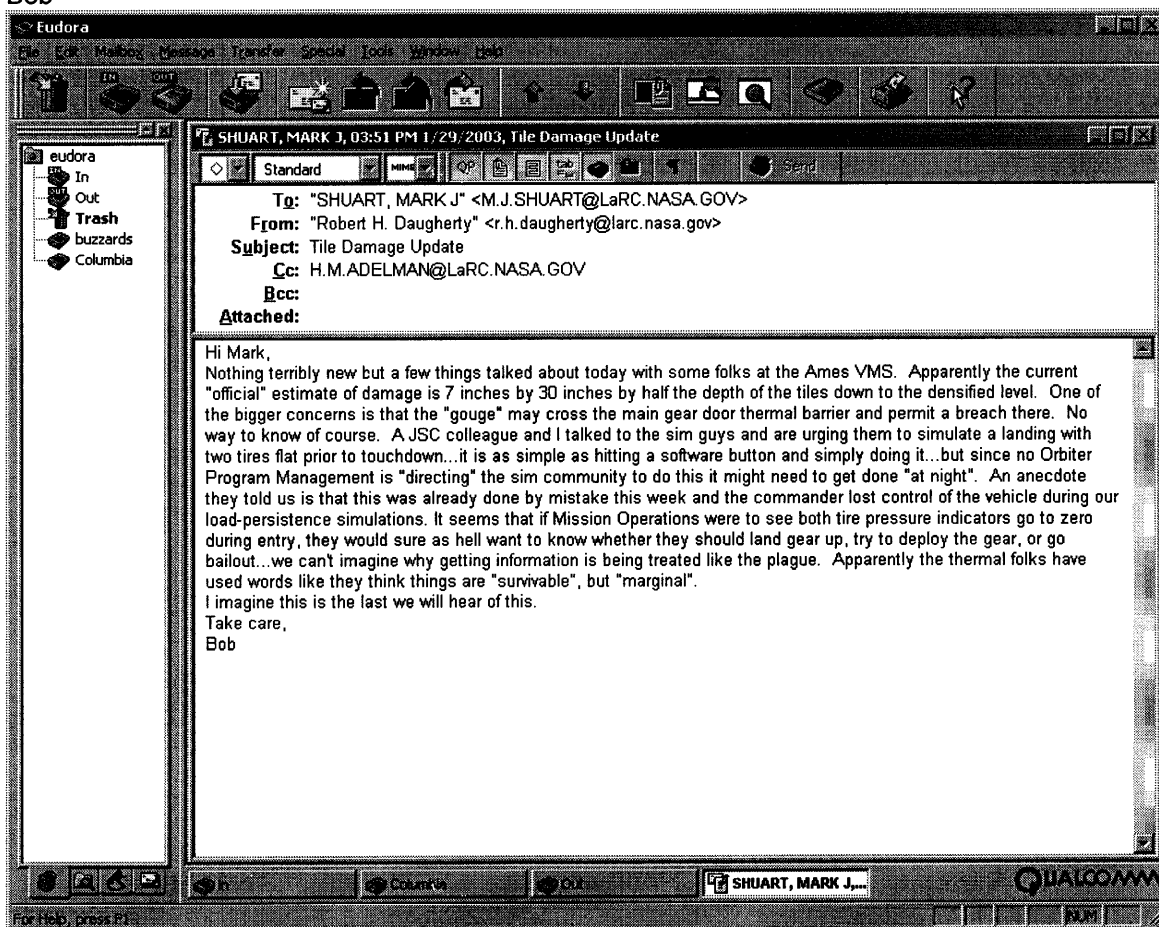 Bob
Eudora
File Edit Mailbox Message Transfer Special Tools Window Help
IN OUT
SHUART, MARK J, 03:51 PM 1/29/2003, Tile Damage Update
eudora
In
Out
Trash
buzzards
Columbia
Standard MIME QP Tab Send
To: "SHUART, MARK J" <M.J.SHUART@LaRC.NASA.GOV>
From: "Robert H. Daugherty" <r.h.daugherty@larc.nasa.gov>
Subject: Tile Damage Update
Cc: H.M.ADELMAN@LaRC.NASA.GOV
Bcc:
Attached:
Hi Mark,
Nothing terribly new but a few things talked about today with some folks at the Ames VMS. Apparently the current
"official" estimate of damage is 7 inches by 30 inches by half the depth of the tiles down to the densified level. One of
the bigger concerns is that the "gouge" may cross the main gear door thermal barrier and permit a breach there. No
way to know of course. A JSC colleague and I talked to the sim guys and are urging them to simulate a landing with
two tires flat prior to touchdown...it is as simple as hitting a software button and simply doing it...but since no Orbiter
Program Management is "directing" the sim community to do this it might need to get done "at night". An anecdote
they told us is that this was already done by mistake this week and the commander lost control of the vehicle during our
load-persistence simulations. It seems that if Mission Operations were to see both tire pressure indicators go to zero
during entry, they would sure as hell want to know whether they should land gear up, try to deploy the gear, or go
bailout...we can't imagine why getting information is being treated like the plague. Apparently the thermal folks have
used words like they think things are "survivable", but "marginal".
I imagine this is the last we will hear of this.
Take care,
Bob
In Columbia Out SHUART, MARK J,... QUALCOMM
For Help, press F1 NUM